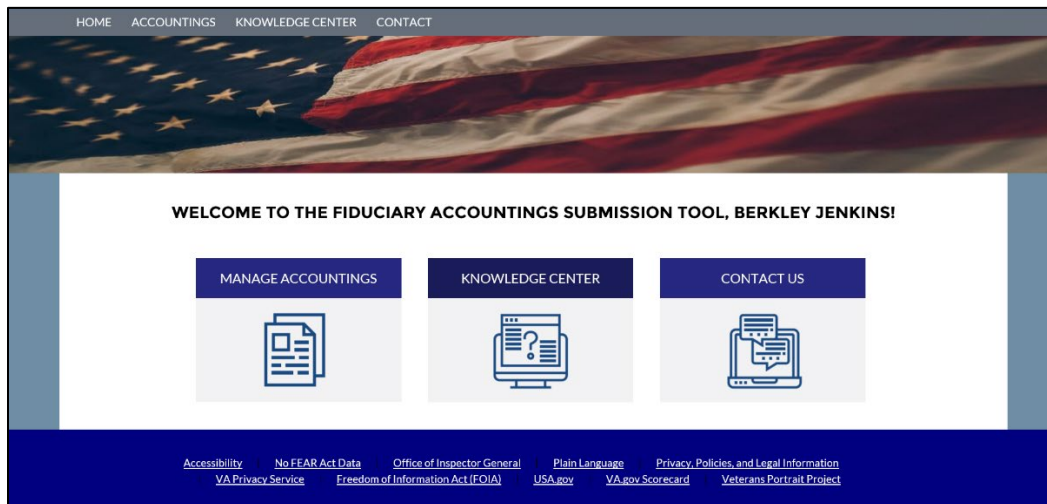 HOME ACCOUNTINGS KNOWLEDGE CENTER CONTACT
WELCOME TO THE FIDUCIARY ACCOUNTINGS SUBMISSION TOOL, BERKLEY JENKINS!
MANAGE ACCOUNTINGS KNOWLEDGE CENTER CONTACT US
?
Accessibility No FEAR Act Data Office of Inspector General Plain Language Privacy, Policies, and Legal Information
VA Privacy Service Freedom of Information Act (FOIA) USA.gov VA.gov Scorecard Veterans Portrait Project